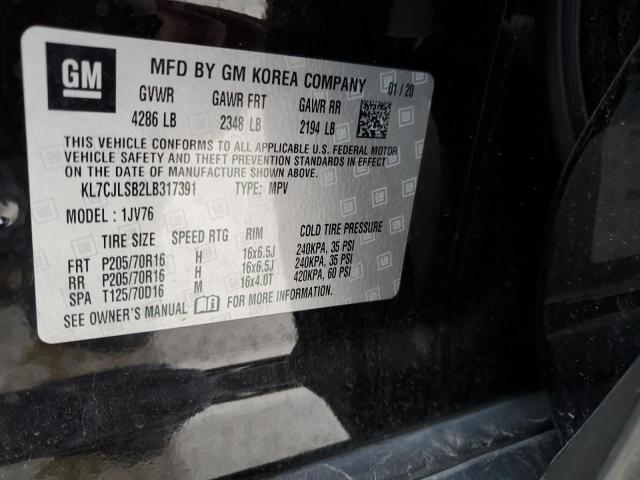 GM
MFD BY GM KOREA COMPANY 01/20
GVWR GAWR FRT GAWR RR
4286 LB 2348 LB 2194 LB
THIS VEHICLE CONFORMS TO ALL APPLICABLE U.S. FEDERAL MOTOR
VEHICLE SAFETY AND THEFT PREVENTION STANDARDS IN EFFECT
ON THE DATE OF MANUFACTURE SHOWN ABOVE.
KL7CJLSB2LB317391 TYPE: MPV
MODEL: 1JV76
TIRE SIZE SPEED RTG RIM COLD TIRE PRESSURE
FRT P205/70R16 H 16x6.5J 240KPA, 35 PSI
RR P205/70R16 H 16x6.5J 240KPA, 35 PSI
SPA T125/70D16 M 16x4.0T 420KPA, 60 PSI
SEE OWNER'S MANUAL FOR MORE INFORMATION.